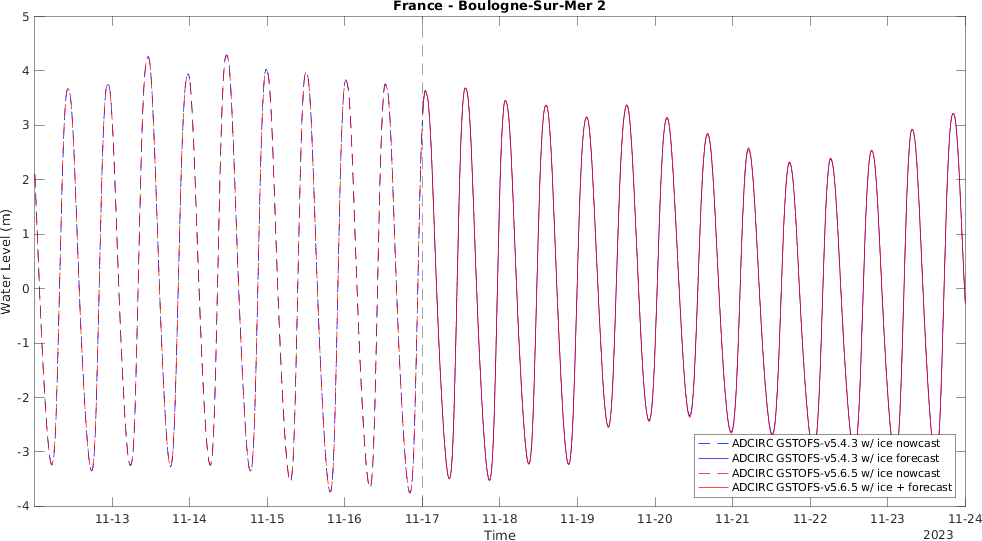 France - Boulogne-Sur-Mer 2
5
4
3
2
1
0
-1
-2
-3
-4
Water Level (m)
ADCIRC GSTOFS-v5.4.3 w/ ice nowcast
ADCIRC GSTOFS-v5.4.3 w/ ice forecast
ADCIRC GSTOFS-v5.6.5 w/ ice nowcast
ADCIRC GSTOFS-v5.6.5 w/ ice + forecast
11-13 11-14 11-15 11-16 11-17 11-18 11-19 11-20 11-21 11-22 11-23 11-24
Time
2023